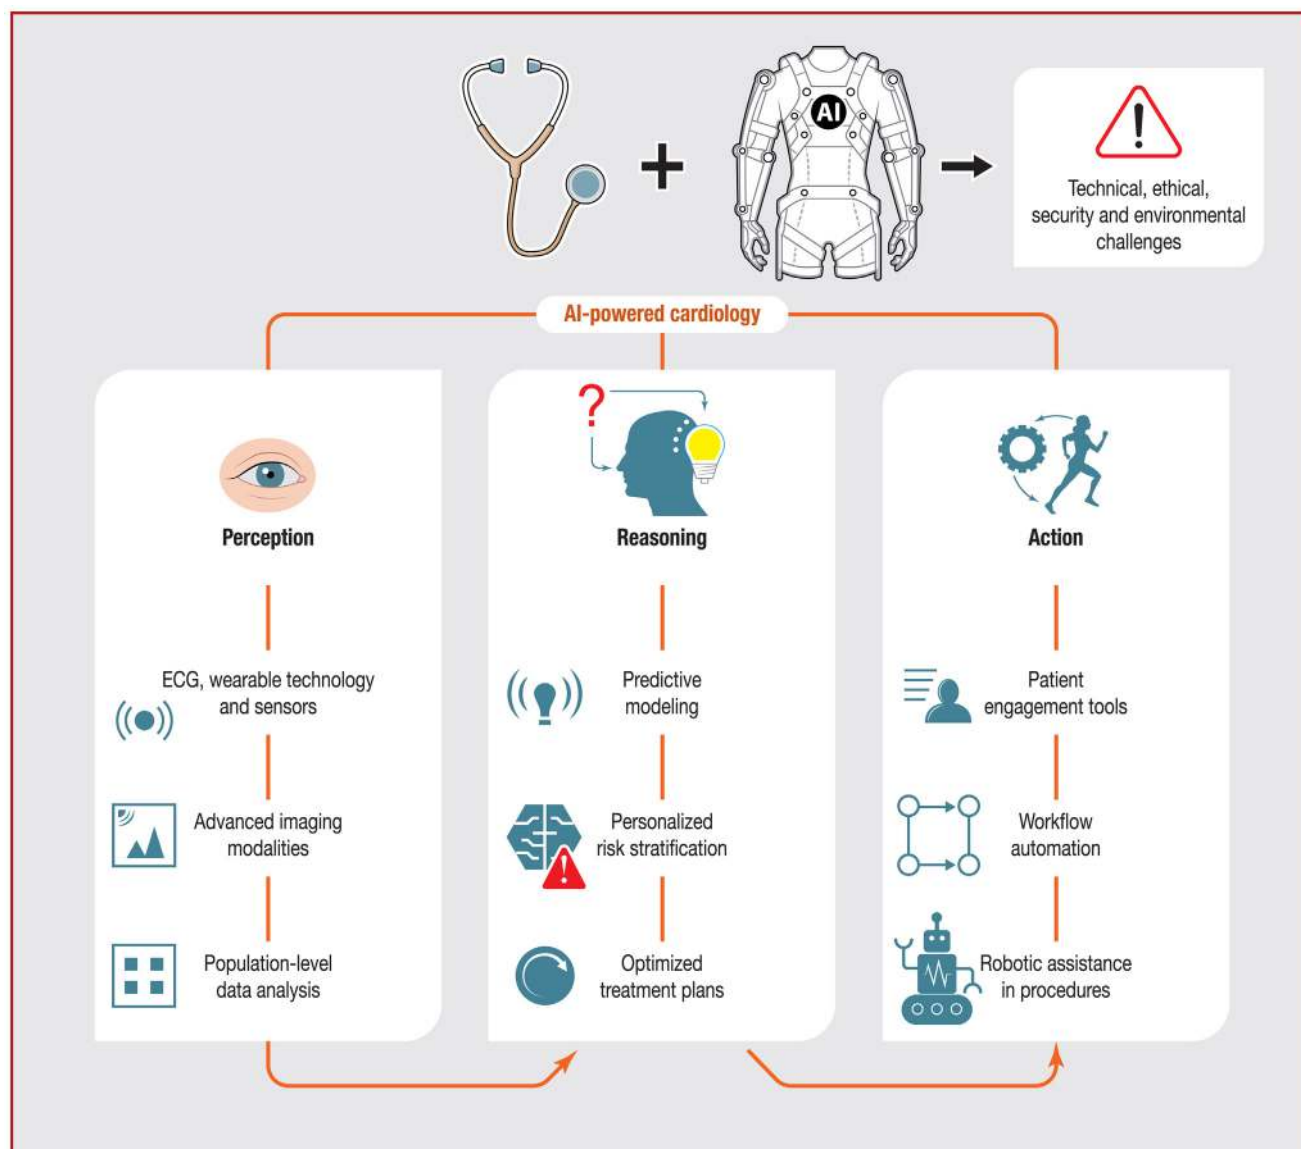 AI
Technical, ethical,
security and environmental
challenges
AI-powered cardiology
?
Perception
ECG, wearable technology
and sensors
Advanced imaging
modalities
Population-level
data analysis
Reasoning
Predictive
modeling
Personalized
risk stratification
!
Optimized
treatment plans
Action
Patient
engagement tools
Workflow
automation
Robotic assistance
in procedures